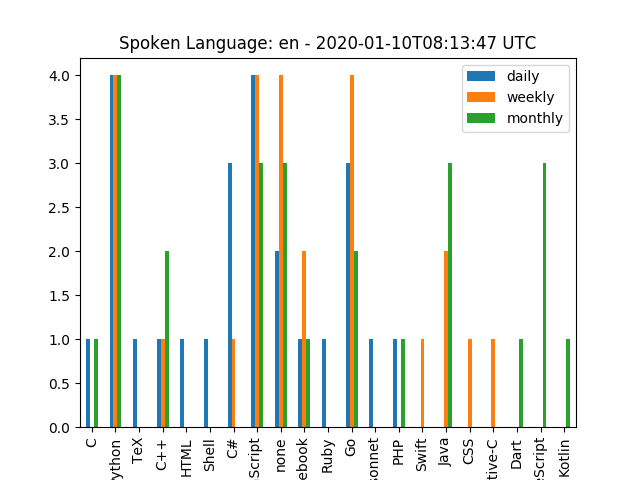 Spoken Language: en - 2020-01-10T08:13:47 UTC
daily
weekly
monthly
4.0
3.5
3.0
2.5
2.0
1.5
1.0
0.5
0.0
C
ython
TeX
C++
HTML
Shell
C#
Script
none
ebook
Ruby
Go
sonnet
PHP
Swift
Java
CSS
tive-C
Dart
eScript
Kotlin